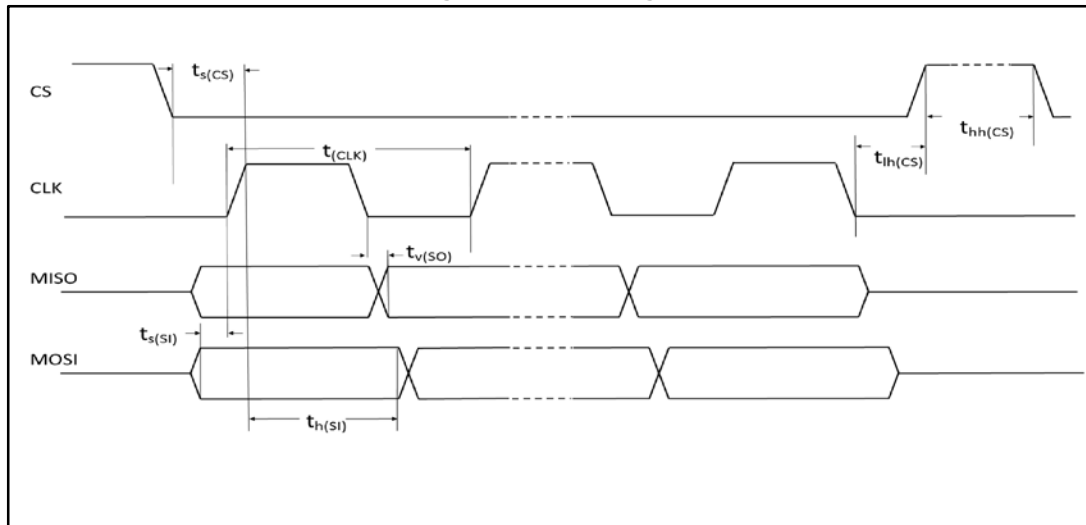 CS
t_s(CS)
t_hh(CS)
t_(CLK)
t_lh(CS)
CLK
t_v(SO)
MISO
t_s(SI)
MOSI
t_h(SI)